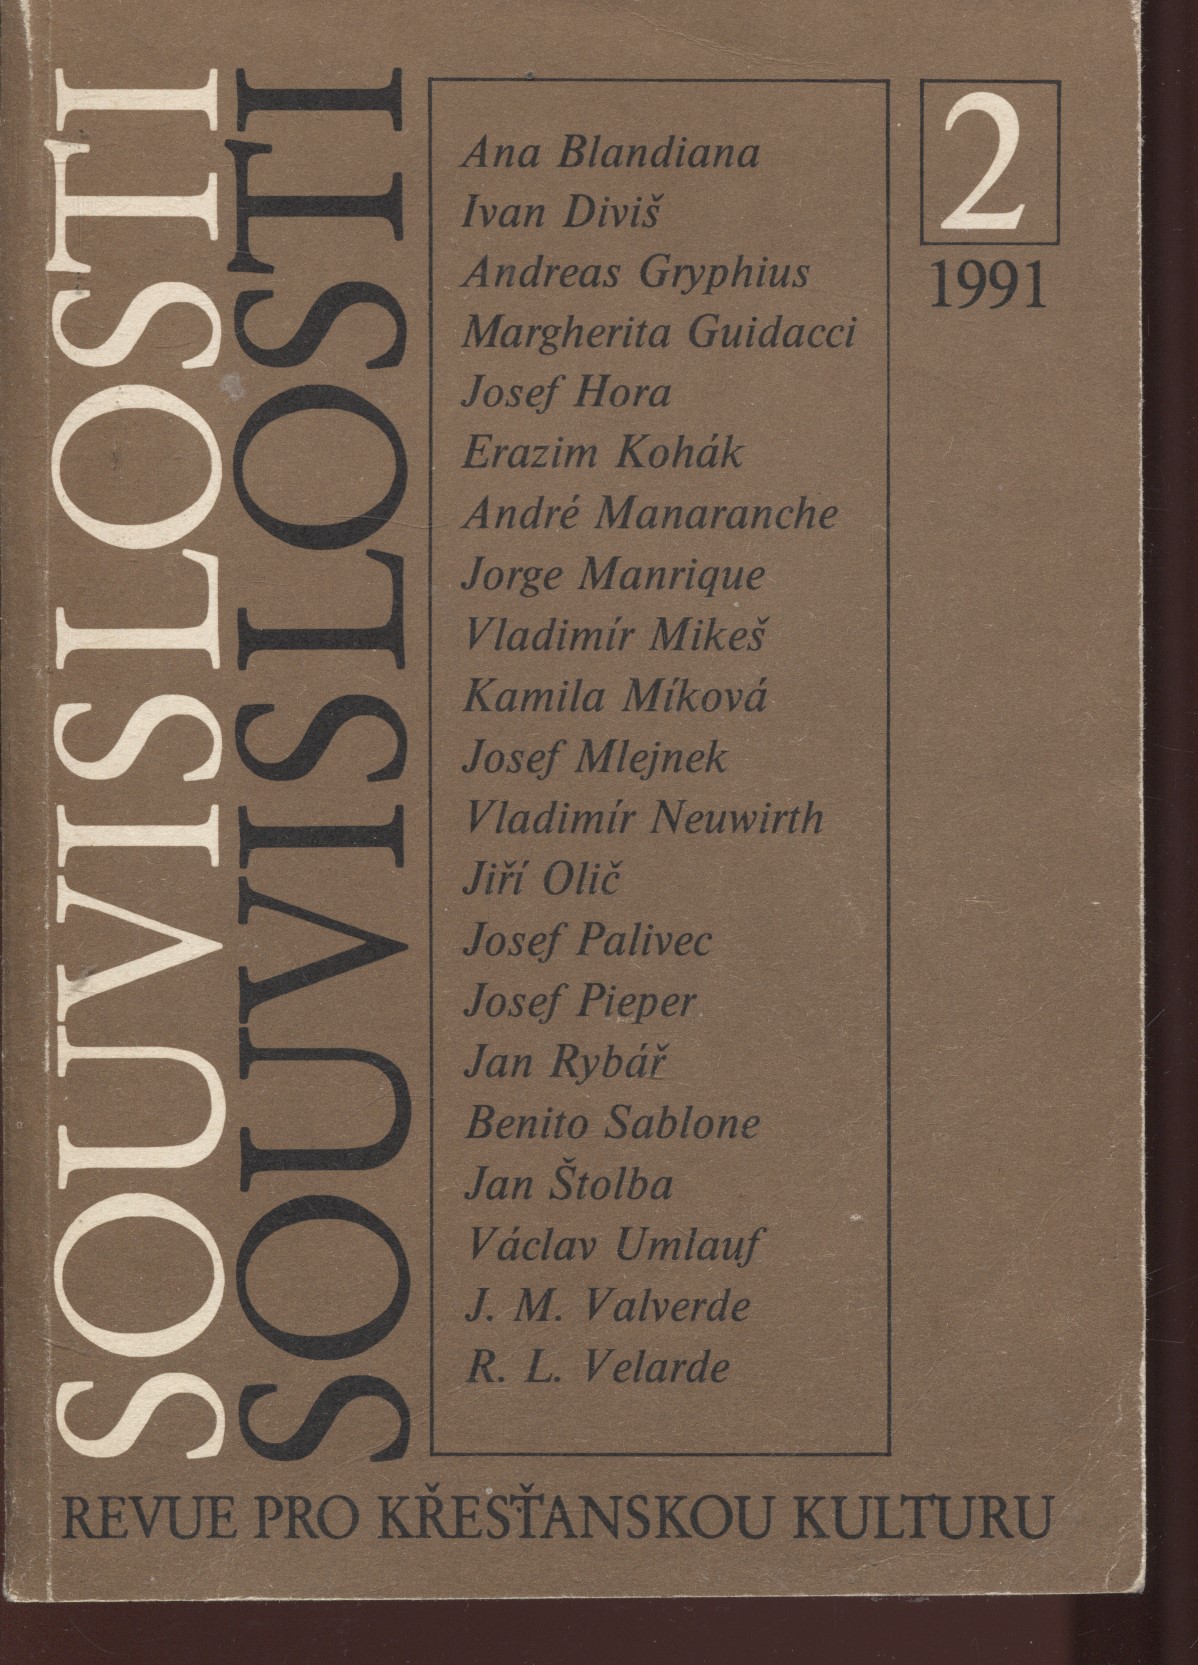 SOUVISLOSTI
SOUVISLOSTI
Ana Blandiana
Ivan Diviš
Andreas Gryphius
Margherita Guidacci
Josef Hora
Erazim Kohák
André Manaranche
Jorge Manrique
Vladimír Mikeš
Kamila Míková
Josef Mlejnek
Vladimír Neuwirth
Jiří Olič
Josef Palivec
Josef Pieper
Jan Rybář
Benito Sablone
Jan Štolba
Václav Umlauf
J. M. Valverde
R. L. Velarde
2
1991
REVUE PRO KŘESŤANSKOU KULTURU